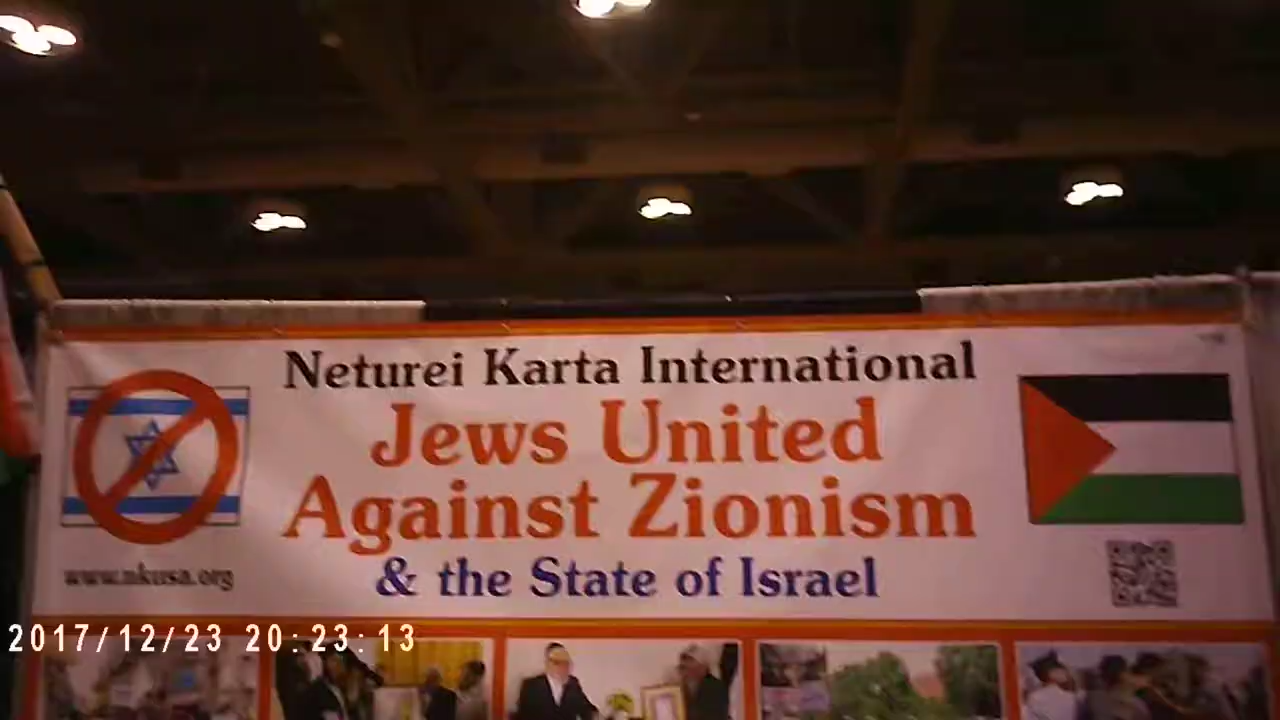 Neturei Karta International
Jews United
Against Zionism
& the State of Israel
www.nkusa.org
2017/12/23 20:23:13